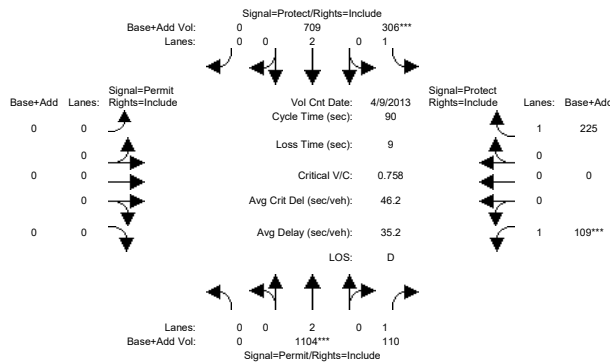 Signal=Protect/Rights=Include
Base+Add Vol: 0 709 306***
Lanes: 0 0 2 0 1
Signal=Permit Signal=Protect
Base+Add Lanes: Rights=Include Vol Cnt Date: 4/9/2013 Rights=Include Lanes: Base+Add
0 0 Cycle Time (sec): 90 1 225
0 Loss Time (sec): 9 0
0 0 Critical V/C: 0.758 0 0
0 Avg Crit Del (sec/veh): 46.2 0
0 0 Avg Delay (sec/veh): 35.2 1 109***
LOS: D
Lanes: 0 0 2 0 1
Base+Add Vol: 0 1104*** 110
Signal=Permit/Rights=Include